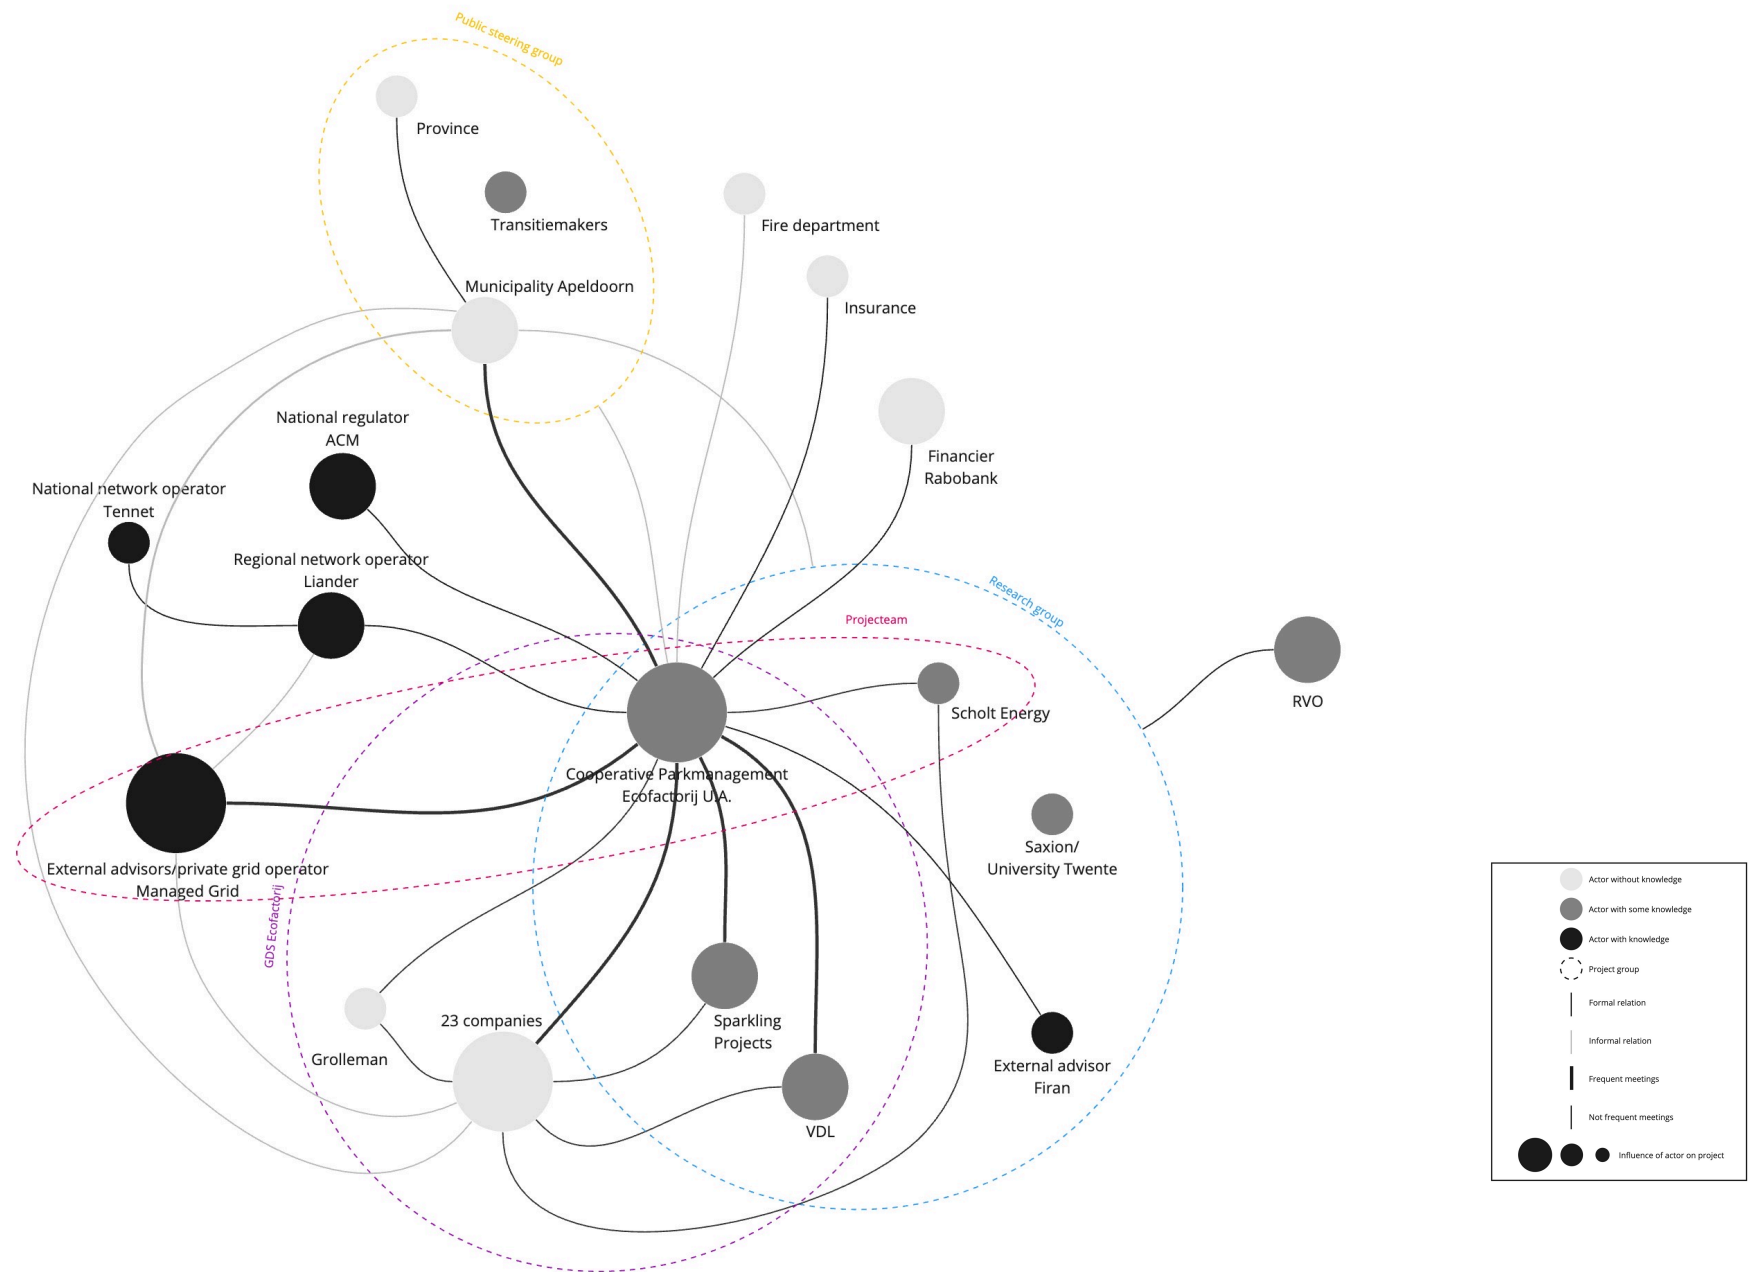 Public steering group
Province
Transitiemakers
Fire department
Municipality Apeldoorn
Insurance
National regulator
ACM
Financier
Rabobank
National network operator
Tennet
Regional network operator
Liander
Research group
Projecteam
Scholt Energy
RVO
Cooperative Parkmanagement
Ecofactorij U.A.
Saxion/
University Twente
External advisors/private grid operator
Managed Grid
GDS Ecofactorij
23 companies
Sparkling
Projects
Grolleman
External advisor
Firan
VDL
Actor without knowledge
Actor with some knowledge
Actor with knowledge
Project group
Formal relation
Informal relation
Frequent meetings
Not frequent meetings
Influence of actor on project